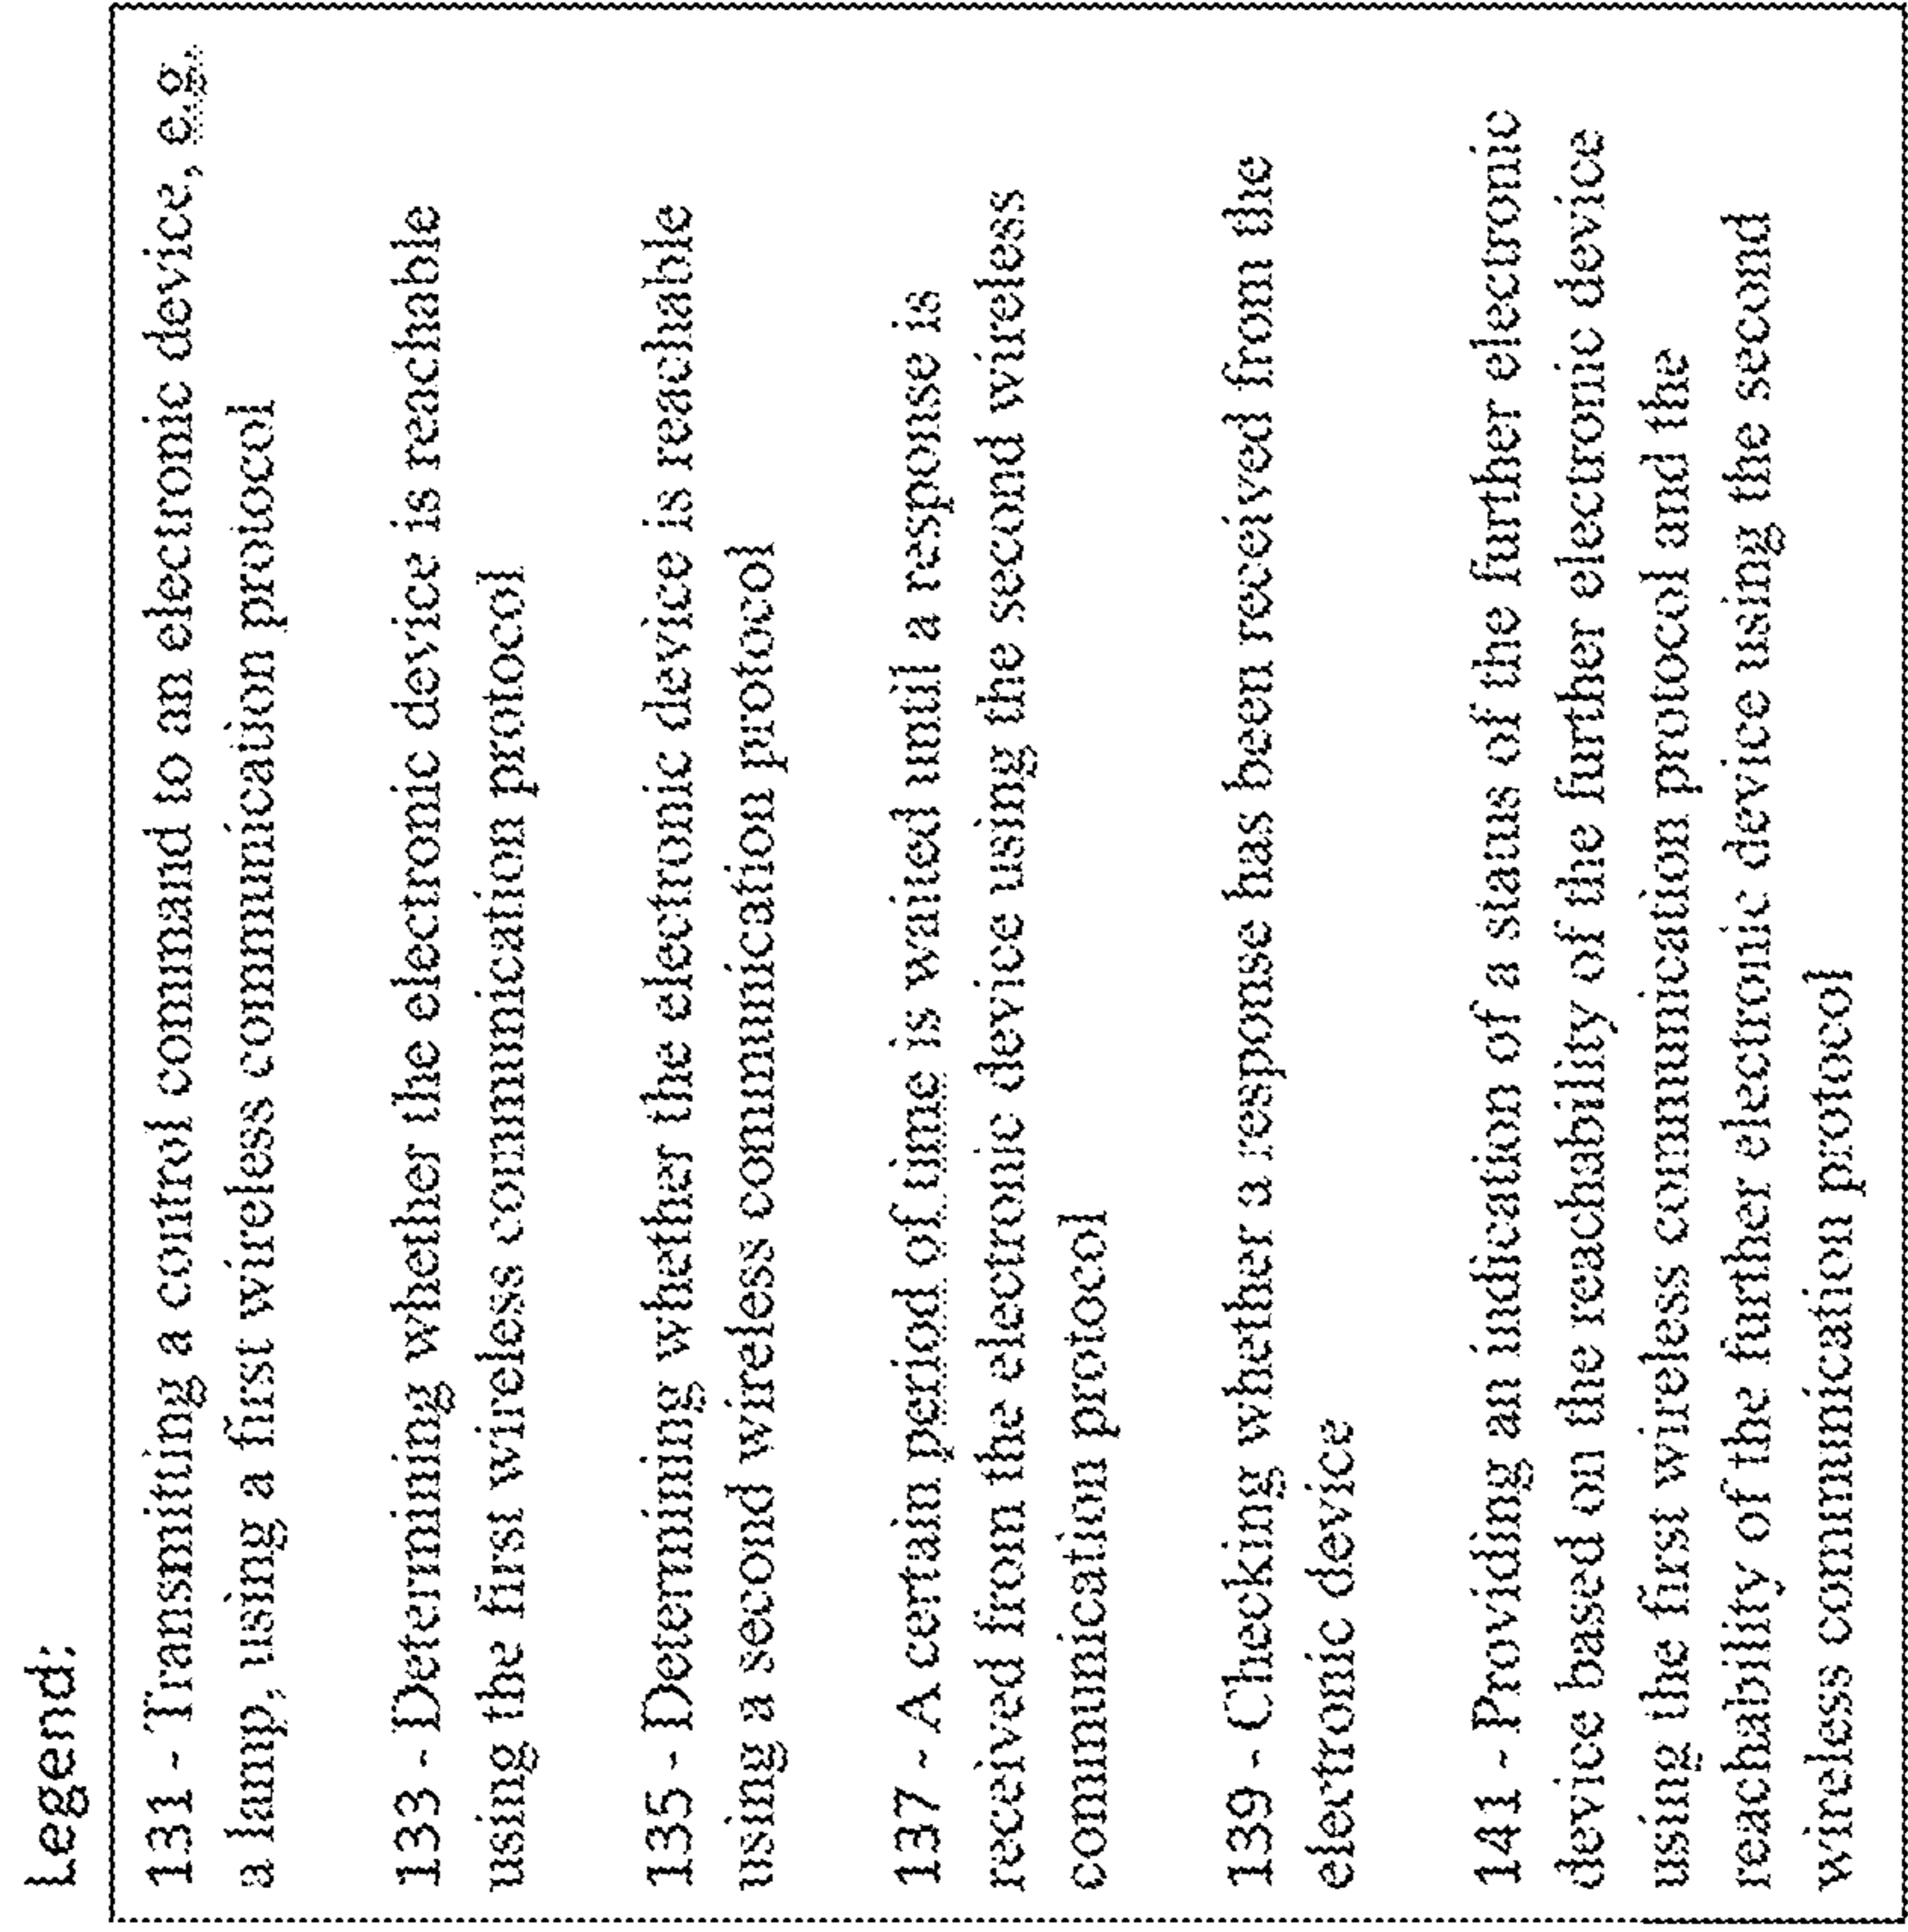 Legend:
131 - Transmitting a control command to an electronic device, e.g.
a lamp, using a first wireless communication protocol
133 - Determining whether the electronic device is reachable
using the first wireless communication protocol
135 - Determining whether the electronic device is reachable
using a second wireless communication protocol
137 - A certain period of time is waited until a response is
received from the electronic device using the second wireless
communication protocol
139 - Checking whether a response has been received from the
electronic device
141 - Providing an indication of a status of the further electronic
device based on the reachability of the further electronic device
using the first wireless communication protocol and the
reachability of the further electronic device using the second
wireless communication protocol